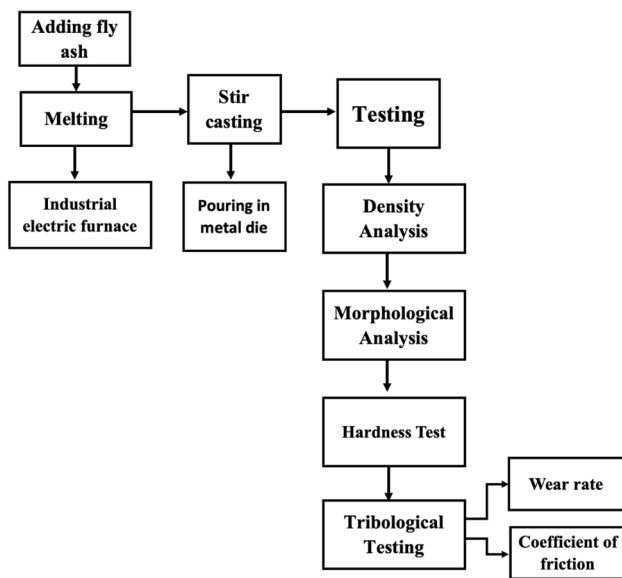 Adding fly
ash
Melting
Stir
casting
Testing
Industrial
electric furnace
Pouring in
metal die
Density
Analysis
Morphological
Analysis
Hardness Test
Tribological
Testing
Wear rate
Coefficient of
friction